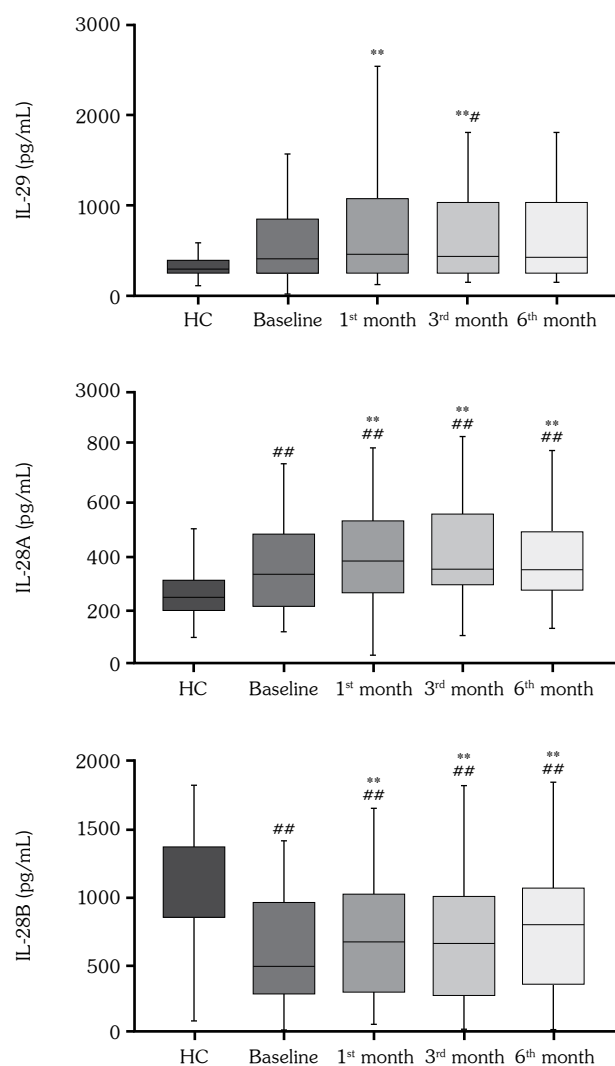 3000
**
2000
**#
IL-29 (pg/mL)
1000
0
HC Baseline 1st month 3rd month 6th month
3000
** ** **
800
## ## ## ##
600
IL-28A (pg/mL)
400
200
0
HC Baseline 1st month 3rd month 6th month
2000
** ** **
## ## ## ##
1500
IL-28B (pg/mL)
1000
500
0
HC Baseline 1st month 3rd month 6th month